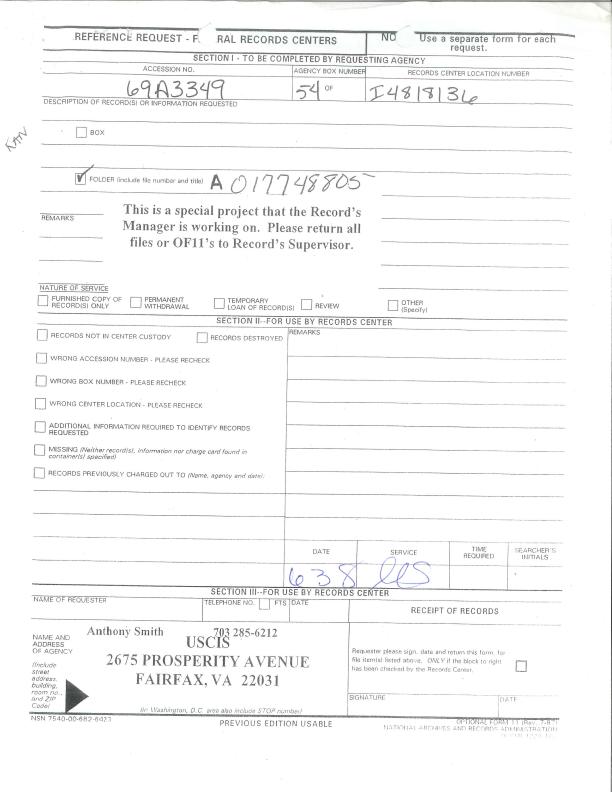 REFERENCE REQUEST - F RAL RECORDS CENTERS
NO Use a separate form for each request.
SECTION I - TO BE COMPLETED BY REQUESTING AGENCY
ACCESSION NO.
69A3349
AGENCY BOX NUMBER
54 OF
RECORDS CENTER LOCATION NUMBER
I4818136
DESCRIPTION OF RECORD(S) OR INFORMATION REQUESTED
BOX
FOLDER (include file number and title) A 017748805
REMARKS
This is a special project that the Record's
Manager is working on. Please return all
files or OF11's to Record's Supervisor.
NATURE OF SERVICE
FURNISHED COPY OF RECORD(S) ONLY
PERMANENT WITHDRAWAL
TEMPORARY LOAN OF RECORD(S)
REVIEW
OTHER (Specify)
SECTION II--FOR USE BY RECORDS CENTER
RECORDS NOT IN CENTER CUSTODY
RECORDS DESTROYED
REMARKS
WRONG ACCESSION NUMBER - PLEASE RECHECK
WRONG BOX NUMBER - PLEASE RECHECK
WRONG CENTER LOCATION - PLEASE RECHECK
ADDITIONAL INFORMATION REQUIRED TO IDENTIFY RECORDS
REQUESTED
MISSING (Neither record(s), information nor charge card found in
container(s) specified)
RECORDS PREVIOUSLY CHARGED OUT TO (Name, agency and date):
DATE
638
SERVICE
TIME REQUIRED
SEARCHER'S INITIALS
SECTION III--FOR USE BY RECORDS CENTER
NAME OF REQUESTER
TELEPHONE NO. FTS
DATE
RECEIPT OF RECORDS
Anthony Smith 703 285-6212
NAME AND
ADDRESS
OF AGENCY
(Include
street
address,
building,
room no.,
and ZIP
Code)
USCIS
2675 PROSPERITY AVENUE
FAIRFAX, VA 22031
(In Washington, D.C. area also include STOP number)
Requester please sign, date and return this form, for
file item(s) listed above, ONLY if the block to right
has been checked by the Records Center.
SIGNATURE
DATE
NSN 7540-00-682-6423
PREVIOUS EDITION USABLE
OPTIONAL FORM 11 (Rev. 7-87)
NATIONAL ARCHIVES AND RECORDS ADMINISTRATION